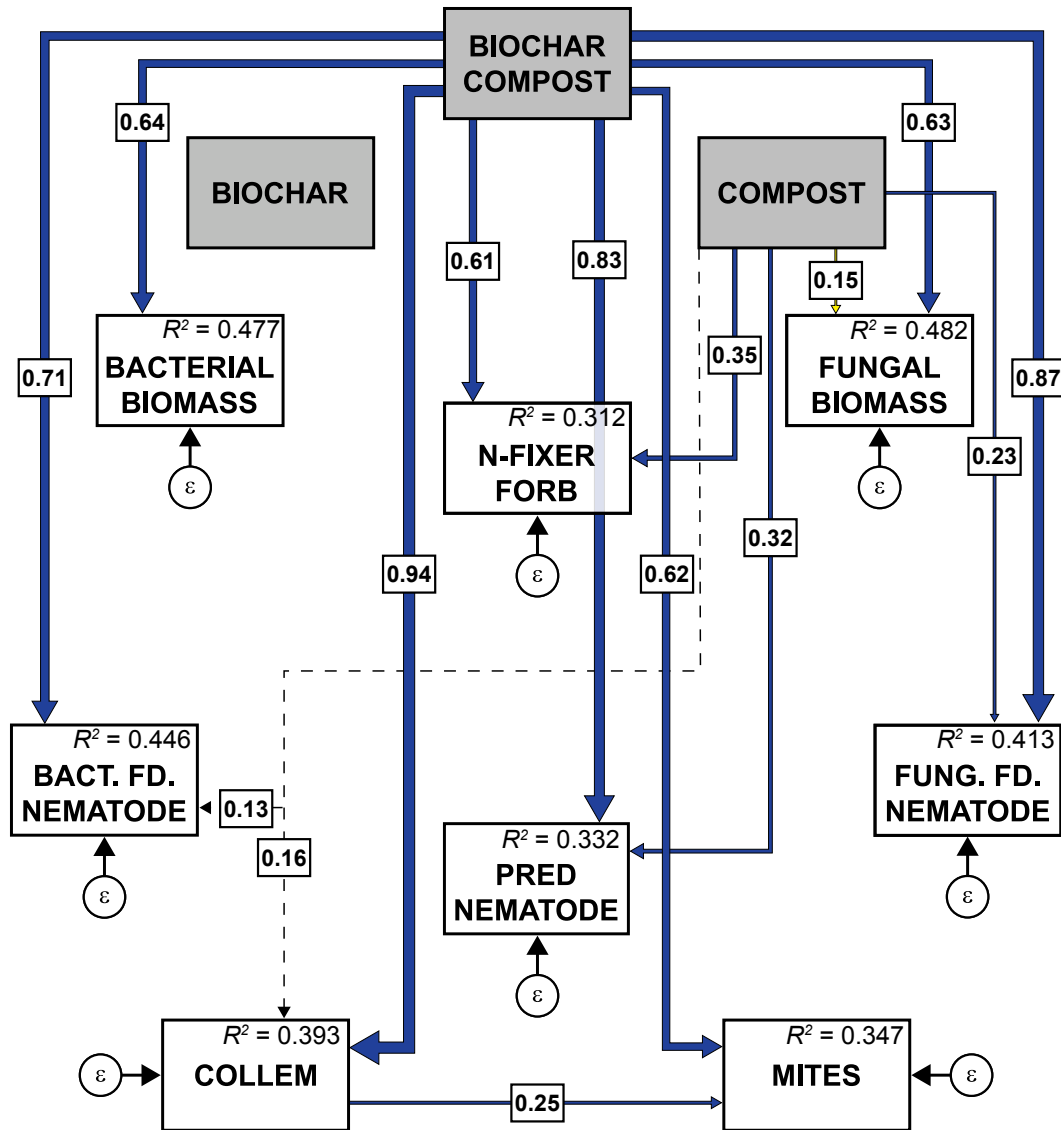 BIOCHAR
COMPOST
0.64
0.63
BIOCHAR
COMPOST
0.61
0.83
0.15
R² = 0.477
BACTERIAL
BIOMASS
ε
0.71
0.35
R² = 0.482
FUNGAL
BIOMASS
ε
0.87
R² = 0.312
N-FIXER
FORB
ε
0.23
0.32
0.94
0.62
R² = 0.446
BACT. FD.
NEMATODE
ε
R² = 0.413
FUNG. FD.
NEMATODE
ε
0.13
0.16
R² = 0.332
PRED
NEMATODE
ε
ε
R² = 0.393
COLLEM
0.25
R² = 0.347
MITES
ε